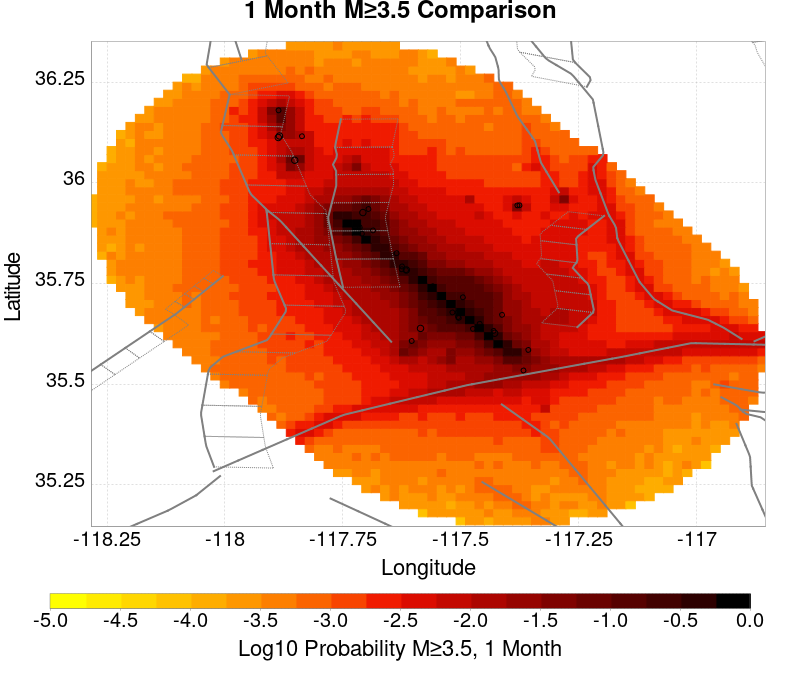 1 Month M≥3.5 Comparison
36.25
36
35.75
35.5
35.25
Latitude
-118.25 -118 -117.75 -117.5 -117.25 -117
Longitude
-5.0 -4.5 -4.0 -3.5 -3.0 -2.5 -2.0 -1.5 -1.0 -0.5 0.0
Log10 Probability M≥3.5, 1 Month